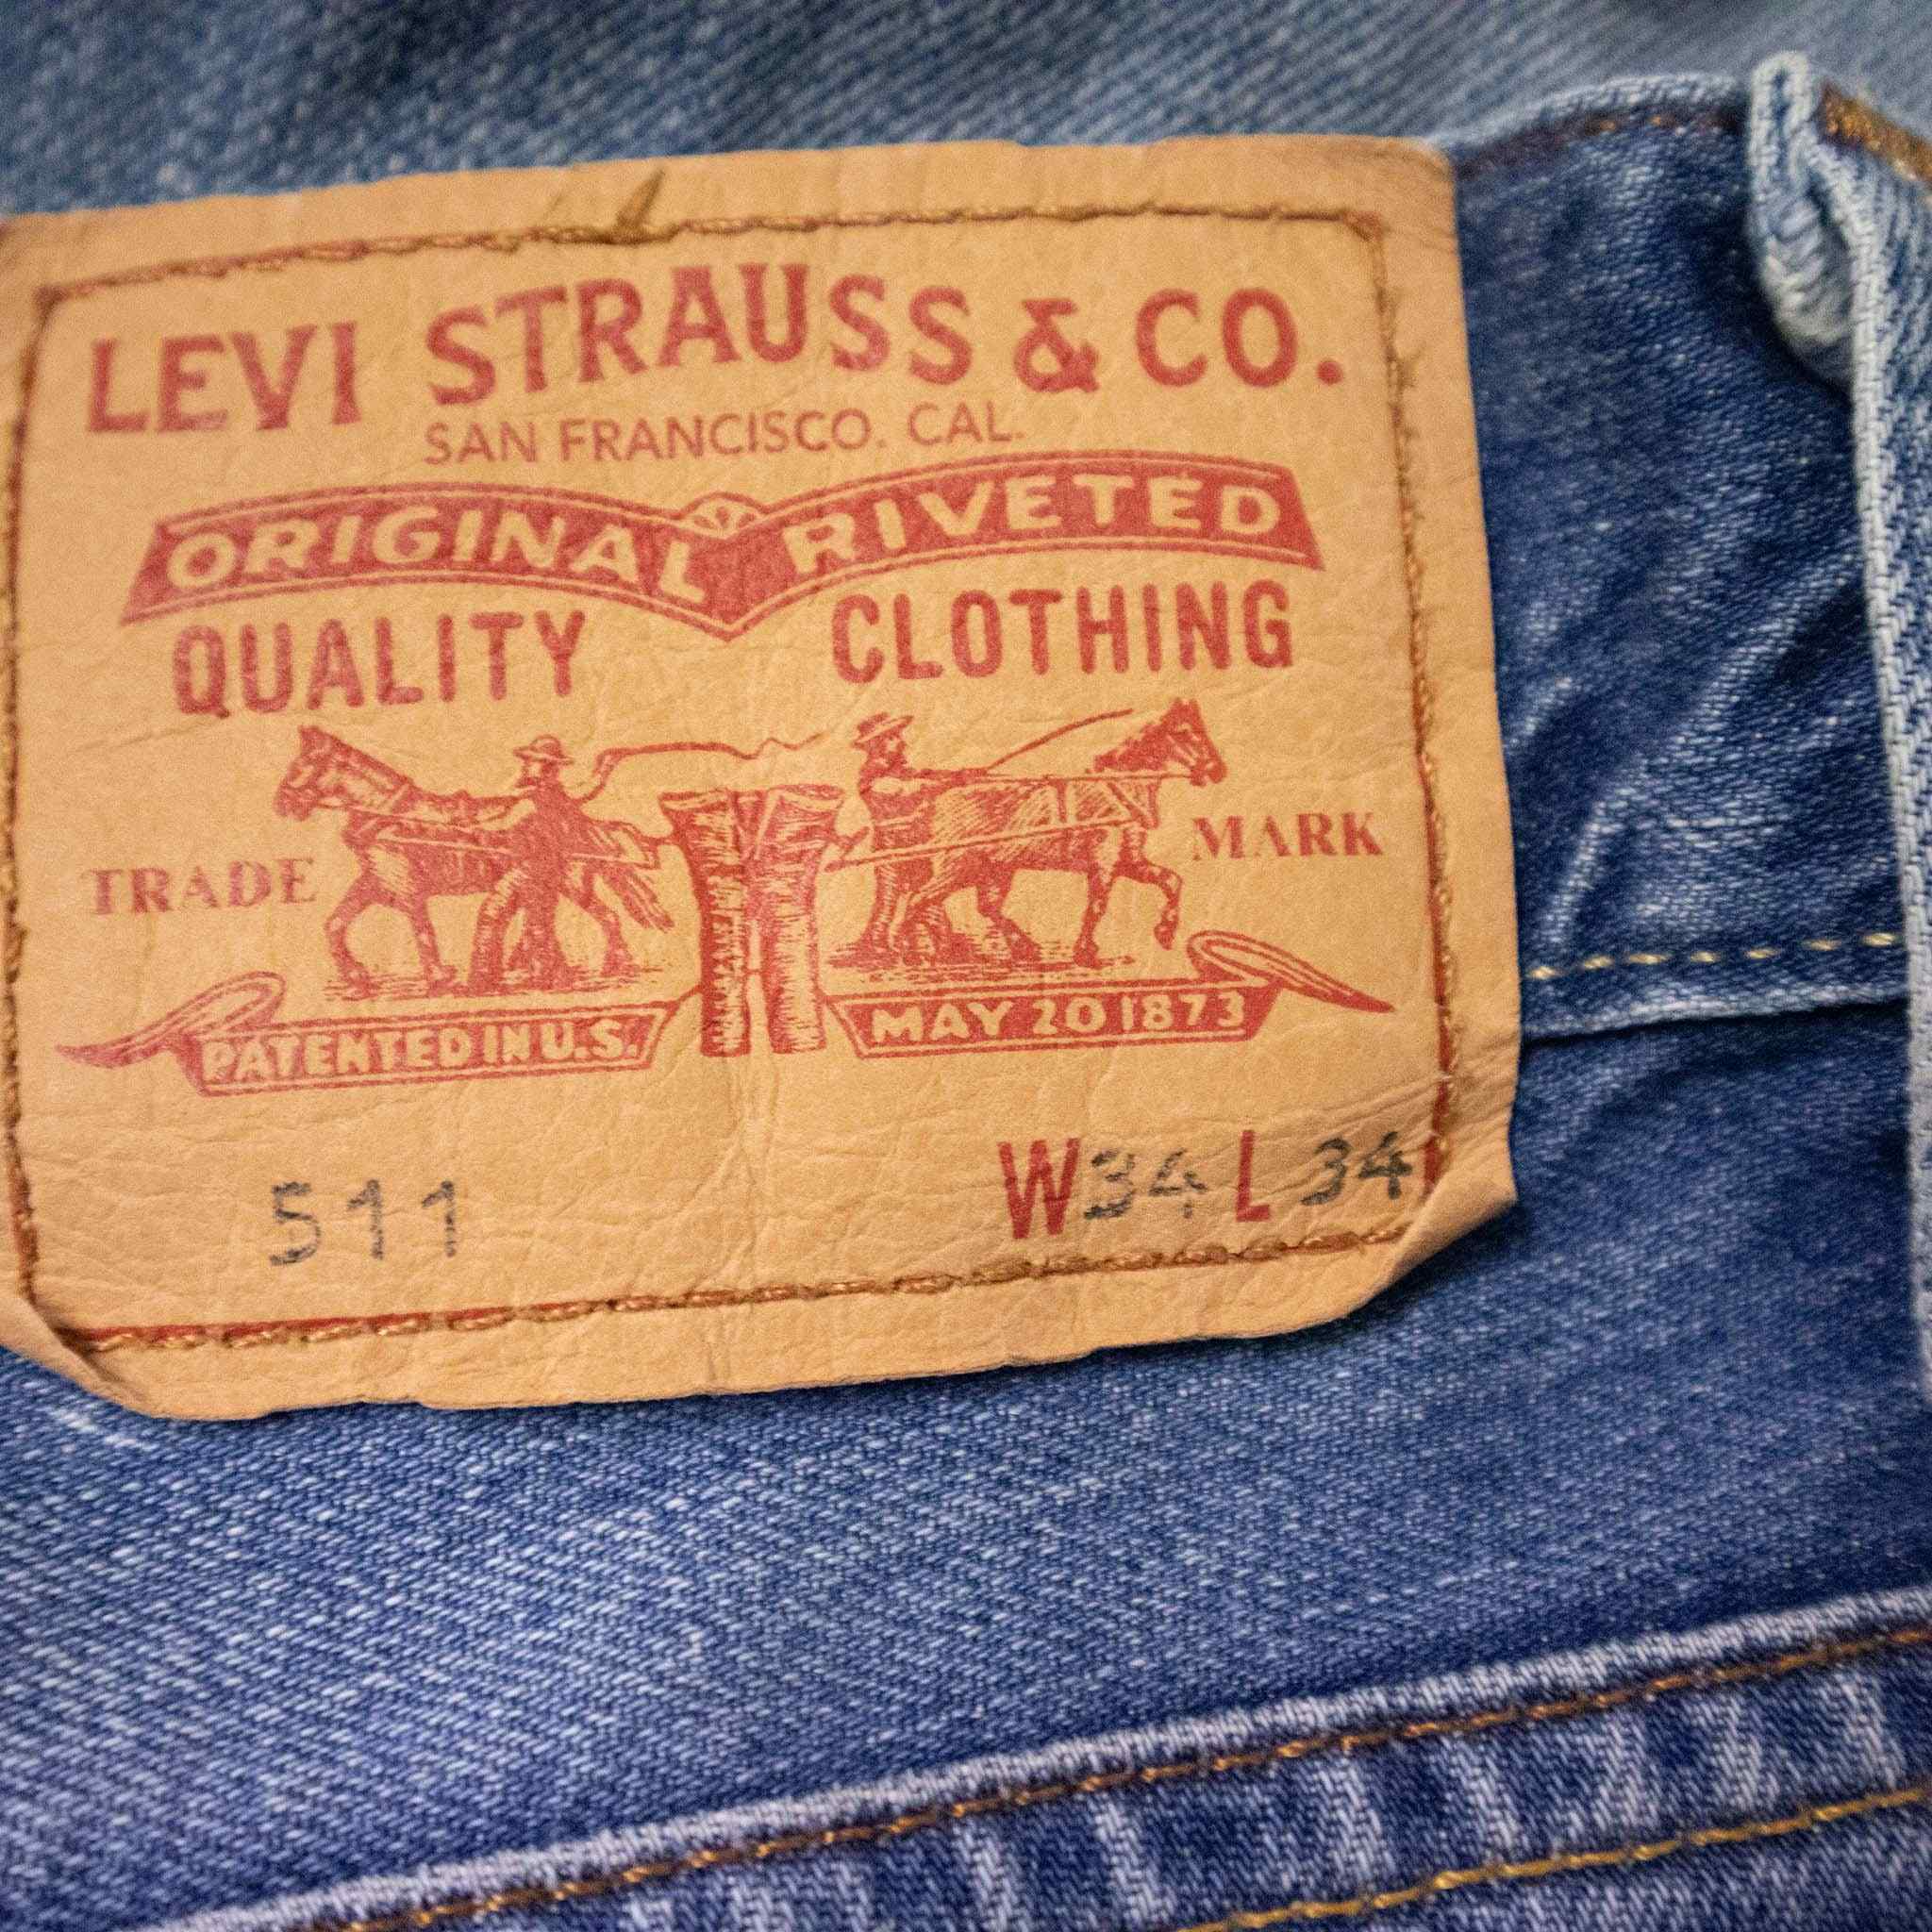 LEVI STRAUSS & CO.
SAN FRANCISCO. CAL.
ORIGINAL RIVETED
QUALITY CLOTHING
TRADE MARK
PATENTED IN U.S. MAY 20 1873
511 W34 L 34